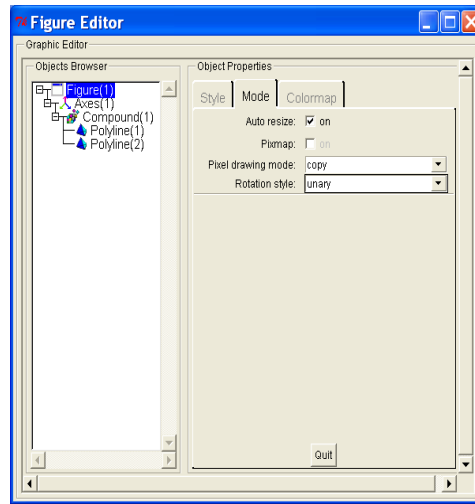 Figure Editor
Graphic Editor
Objects Browser
Figure(1)
Axes(1)
Compound(1)
Polyline(1)
Polyline(2)
Object Properties
Style Mode Colormap
Auto resize: on
Pixmap: on
Pixel drawing mode: copy
Rotation style: unary
Quit